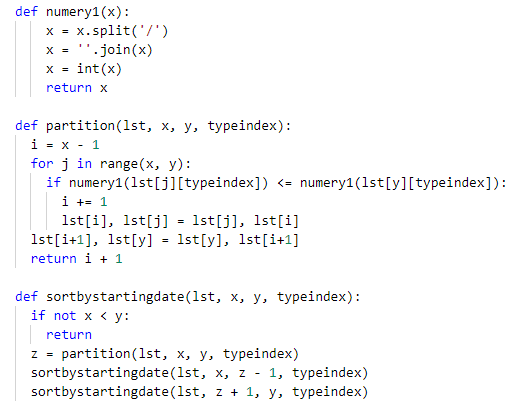 def numery1(x):
    x = x.split('/')
    x = ''.join(x)
    x = int(x)
    return x

def partition(lst, x, y, typeindex):
  i = x - 1
  for j in range(x, y):
    if numery1(lst[j][typeindex]) <= numery1(lst[y][typeindex]):
      i += 1
      lst[i], lst[j] = lst[j], lst[i]
  lst[i+1], lst[y] = lst[y], lst[i+1]
  return i + 1

def sortbystartingdate(lst, x, y, typeindex):
  if not x < y:
    return
  z = partition(lst, x, y, typeindex)
  sortbystartingdate(lst, x, z - 1, typeindex)
  sortbystartingdate(lst, z + 1, y, typeindex)